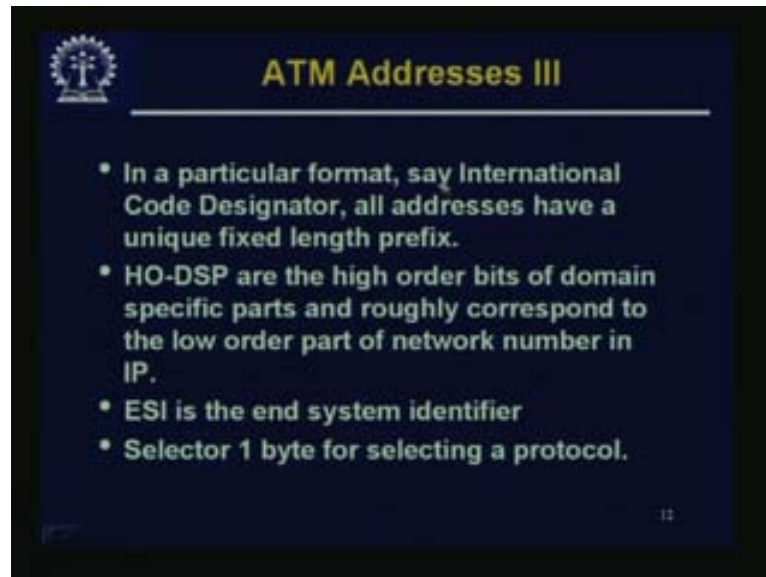 ATM Addresses III
• In a particular format, say International
Code Designator, all addresses have a
unique fixed length prefix.
• HO-DSP are the high order bits of domain
specific parts and roughly correspond to
the low order part of network number in
IP.
• ESI is the end system identifier
• Selector 1 byte for selecting a protocol.